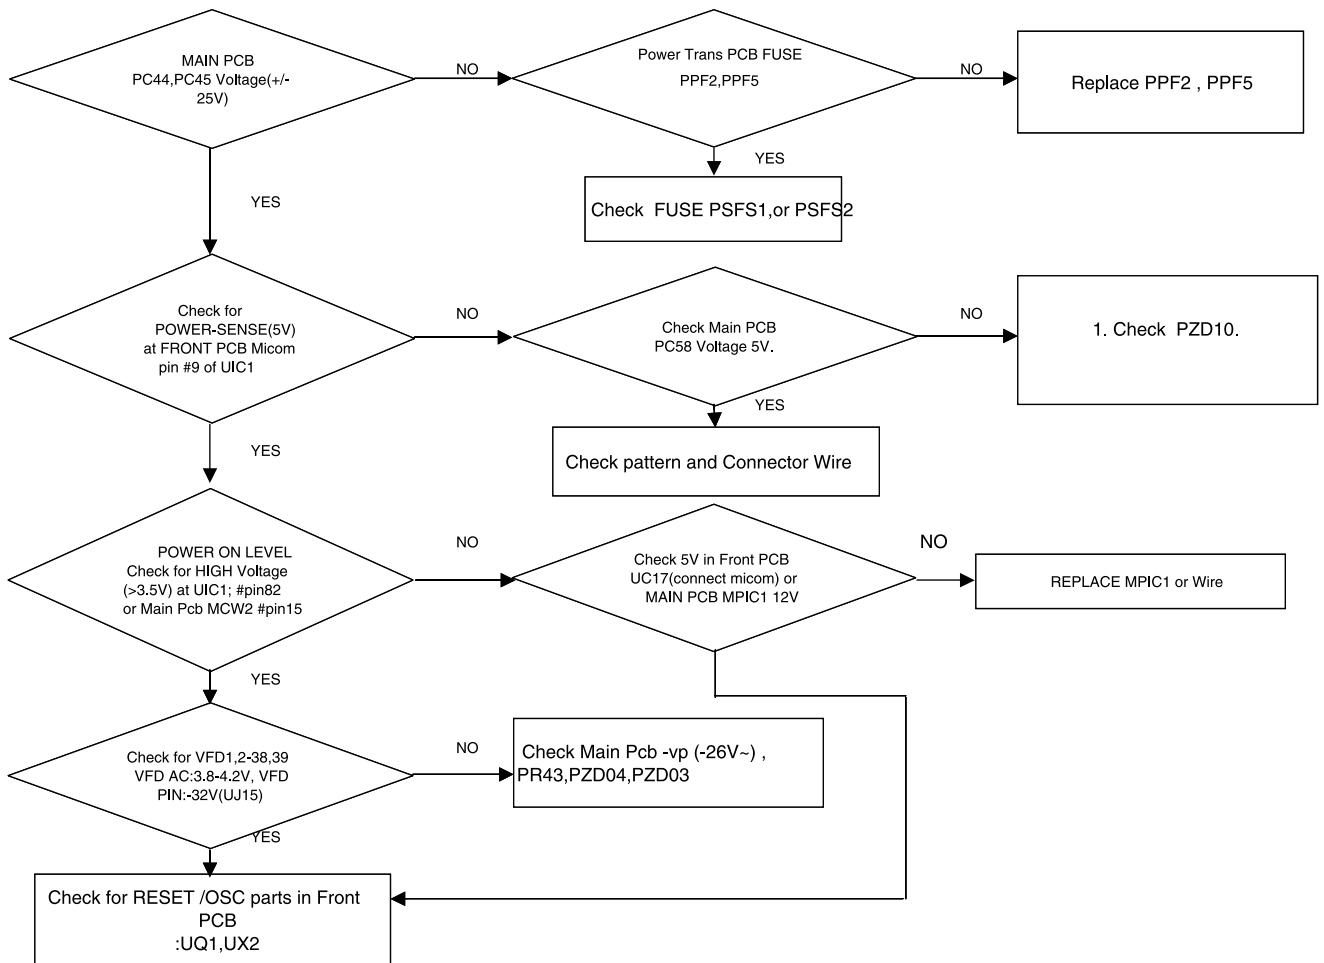 MAIN PCB
PC44,PC45 Voltage(+/-
25V)
NO
Power Trans PCB FUSE
PPF2,PPF5
NO
Replace PPF2 , PPF5
YES
Check FUSE PSFS1,or PSFS2
YES
Check for
POWER-SENSE(5V)
at FRONT PCB Micom
pin #9 of UIC1
NO
Check Main PCB
PC58 Voltage 5V.
NO
1. Check PZD10.
YES
Check pattern and Connector Wire
YES
POWER ON LEVEL
Check for HIGH Voltage
(>3.5V) at UIC1; #pin82
or Main Pcb MCW2 #pin15
NO
Check 5V in Front PCB
UC17(connect micom) or
MAIN PCB MPIC1 12V
NO
REPLACE MPIC1 or Wire
YES
Check for VFD1,2-38,39
VFD AC:3.8-4.2V, VFD
PIN:-32V(UJ15)
NO
Check Main Pcb -vp (-26V~) ,
PR43,PZD04,PZD03
YES
Check for RESET /OSC parts in Front
PCB
:UQ1,UX2